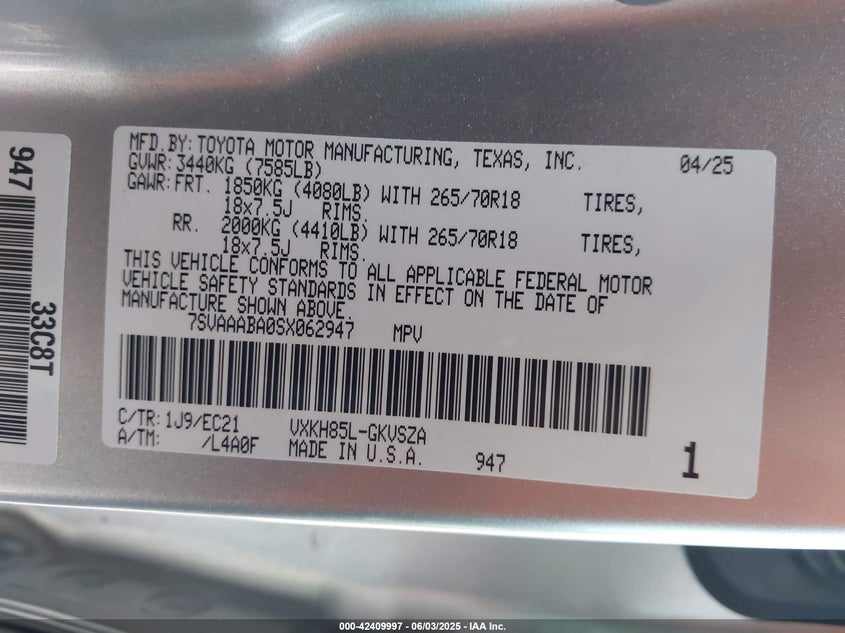 MFD.BY: TOYOTA MOTOR MANUFACTURING, TEXAS, INC. 04/25
GVWR: 3440KG (7585LB)
GAWR: FRT. 1850KG (4080LB) WITH 265/70R18 TIRES,
18x7.5J RIMS.
RR. 2000KG (4410LB) WITH 265/70R18 TIRES,
18x7.5J RIMS.
THIS VEHICLE CONFORMS TO ALL APPLICABLE FEDERAL MOTOR
VEHICLE SAFETY STANDARDS IN EFFECT ON THE DATE OF
MANUFACTURE SHOWN ABOVE.
7SVAAABA0SX062947 MPV
C/TR: 1J9/EC21 VXKH85L-GKVSZA
A/TM: /L4A0F MADE IN U.S.A. 947 1
947 33C8T
000-42409997 - 06/03/2025 - IAA Inc.